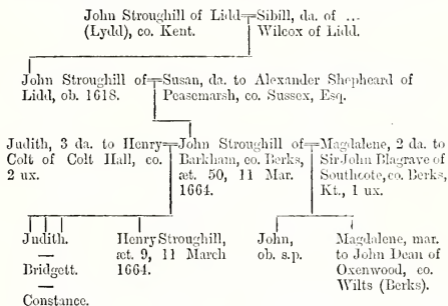 John Stroughill of Lidd Sibill, da. of ...
(Lydd), co. Kent. Wilcox of Lidd.
John Stroughill of Susan, da. to Alexander Shepheard of
Lidd, ob. 1618. Peasemarsh, co. Sussex, Esq.
Judith, 3 da. to Henry John Stroughill of Magdalene, 2 da. to
Colt of Colt Hall, co. Barkham, co. Berks, Sir John Blagrave of
2 ux. æt. 50, 11 Mar. Southcote, co. Berks,
1664. Kt., 1 ux.
Judith. Henry Stroughill, John, Magdalene, mar.
— æt. 9, 11 March ob. s.p. to John Dean of
Bridgett. 1664. Oxenwood, co.
— Wilts (Berks).
Constance.